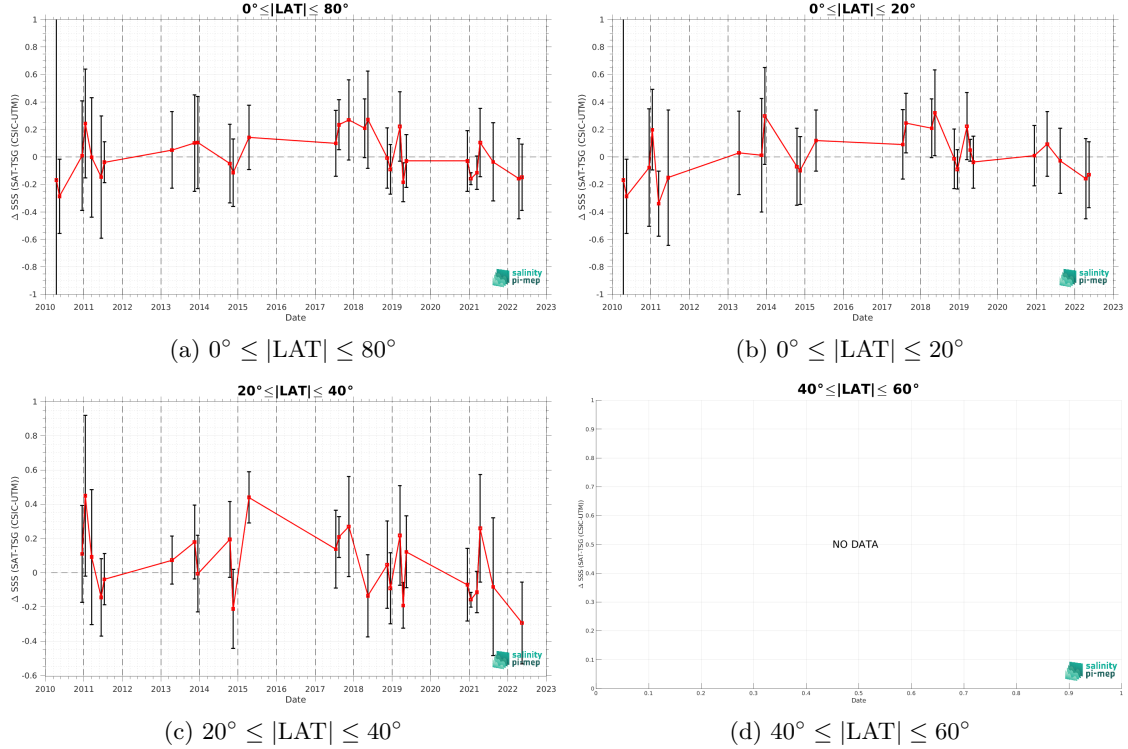 0°≤|LAT|≤ 80°
Δ SSS (SAT-TSG (CSIC-UTM))
1
0.8
0.6
0.4
0.2
0
-0.2
-0.4
-0.6
-0.8
-1
2010 2011 2012 2013 2014 2015 2016 2017 2018 2019 2020 2021 2022 2023
Date
salinity
pi-mep
(a) 0° ≤ |LAT| ≤ 80°
0°≤|LAT|≤ 20°
Δ SSS (SAT-TSG (CSIC-UTM))
1
0.8
0.6
0.4
0.2
0
-0.2
-0.4
-0.6
-0.8
-1
2010 2011 2012 2013 2014 2015 2016 2017 2018 2019 2020 2021 2022 2023
Date
salinity
pi-mep
(b) 0° ≤ |LAT| ≤ 20°
20°≤|LAT|≤ 40°
Δ SSS (SAT-TSG (CSIC-UTM))
1
0.8
0.6
0.4
0.2
0
-0.2
-0.4
-0.6
2010 2011 2012 2013 2014 2015 2016 2017 2018 2019 2020 2021 2022 2023
Date
salinity
pi-mep
(c) 20° ≤ |LAT| ≤ 40°
40°≤|LAT|≤ 60°
Δ SSS (SAT-TSG (CSIC-UTM))
1
0.9
0.8
0.7
0.6
0.5
0.4
0.3
0.2
0.1
0
NO DATA
0 0.1 0.2 0.3 0.4 0.5 0.6 0.7 0.8 0.9 1
Date
salinity
pi-mep
(d) 40° ≤ |LAT| ≤ 60°